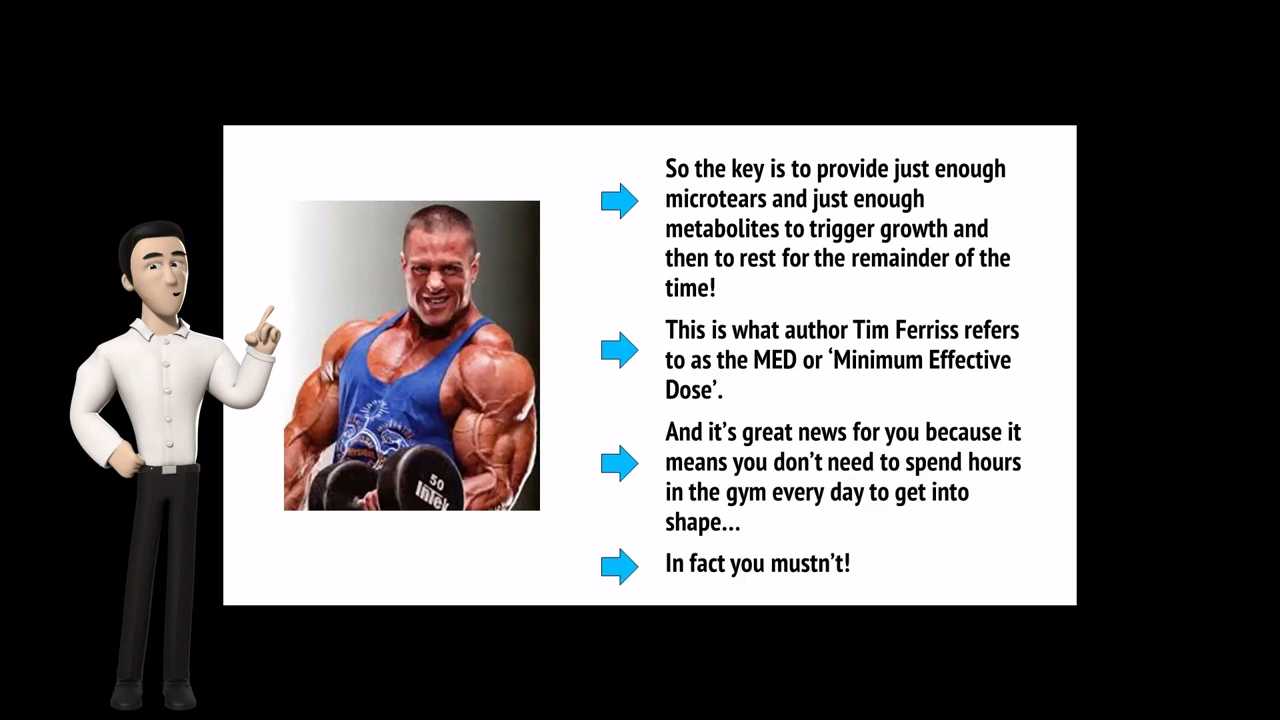 So the key is to provide just enough
microtears and just enough
metabolites to trigger growth and
then to rest for the remainder of the
time!
This is what author Tim Ferriss refers
to as the MED or ‘Minimum Effective
Dose’.
And it’s great news for you because it
means you don’t need to spend hours
in the gym every day to get into
shape...
In fact you mustn’t!
50